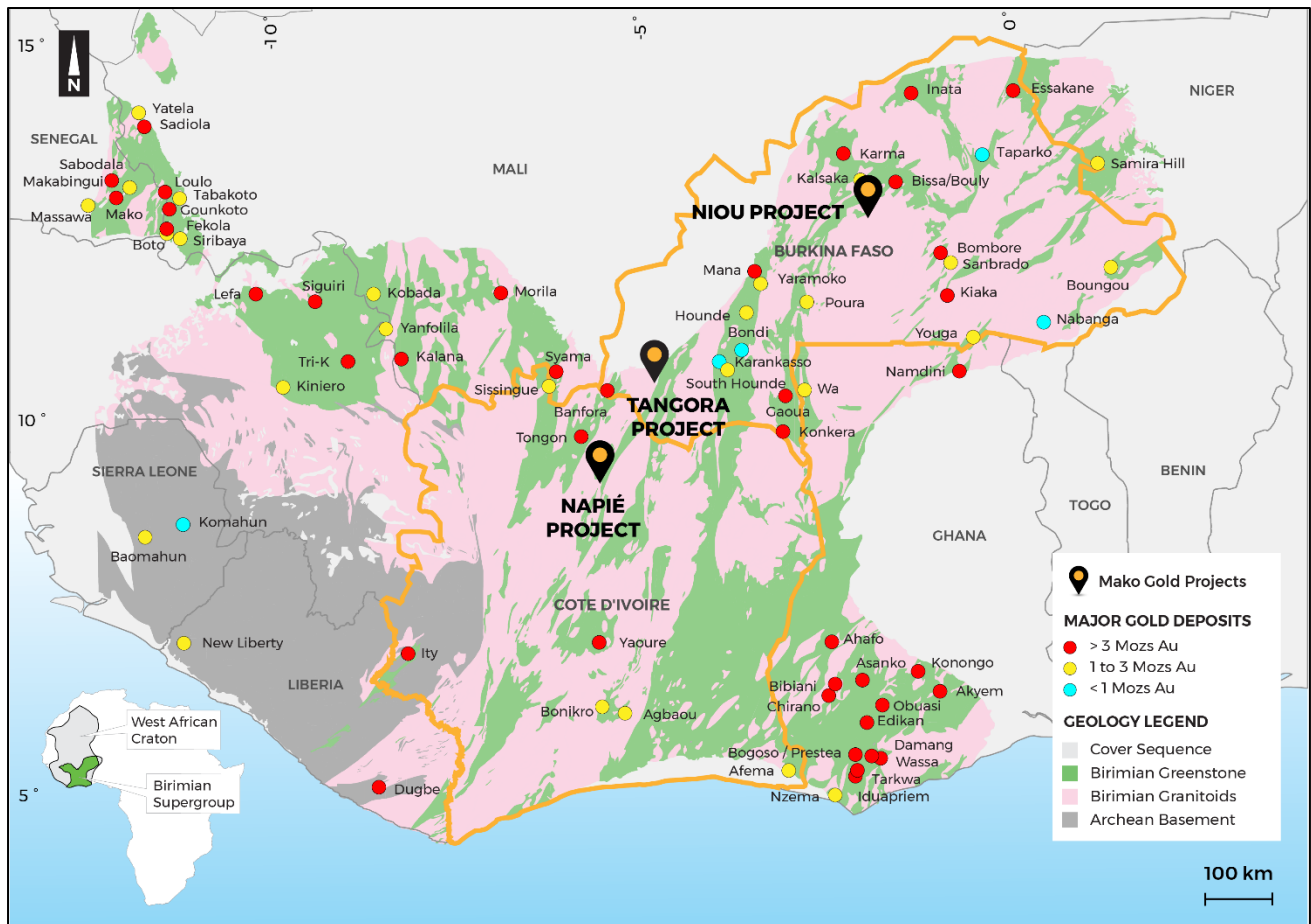 -10°
-5°
0°
15°
N
Yatela
Sadiola
SENEGAL
Sabodala
Makabingui
Loulo
Tabakoto
Massawa
Mako
Gounkoto
Fekola
Boto
Siribaya
MALI
Inata
Essakane
NIGER
Karma
Taparko
Samira Hill
Kalsaka
Bissa/Bouly
NIOU PROJECT
BURKINA FASO
Bombore
Sanbrado
Mana
Yaramoko
Boungou
Lefa
Siguiri
Kobada
Morila
Kiaka
Poura
Hounde
Nabanga
Yanfolila
Bondi
Youga
Tri-K
Kalana
Syama
Karankasso
Namdini
Kiniero
Sissingue
South Hounde
Wa
Banfora
TANGORA
PROJECT
Gaoua
10°
Tongon
Konkera
SIERRA LEONE
BENIN
NAPIÉ
PROJECT
TOGO
Komahun
GHANA
Baomahun
COTE D'IVOIRE
New Liberty
Yaoure
Ahafo
Ity
Asanko
Konongo
LIBERIA
Bibiani
Akyem
Chirano
Obuasi
Bonikro
Agbaou
Edikan
Bogoso / Prestea
Damang
Wassa
Afema
Tarkwa
Dugbe
Nzema
Iduapriem
5°
West African
Craton
Birimian
Supergroup
Mako Gold Projects
MAJOR GOLD DEPOSITS
> 3 Mozs Au
1 to 3 Mozs Au
< 1 Mozs Au
GEOLOGY LEGEND
Cover Sequence
Birimian Greenstone
Birimian Granitoids
Archean Basement
100 km